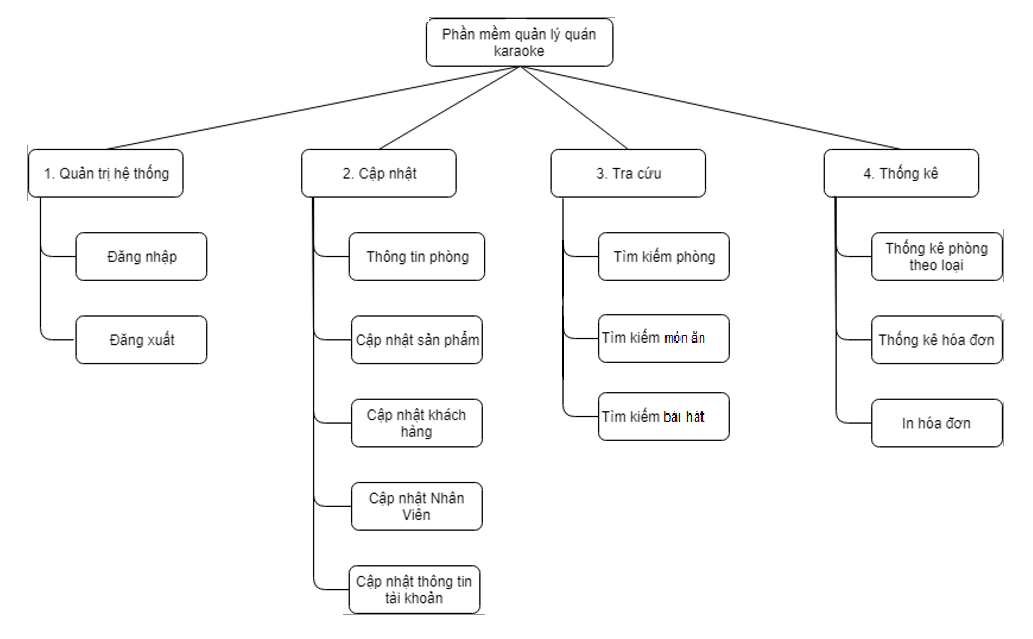 Phần mềm quản lý quán
karaoke
1. Quản trị hệ thống
2. Cập nhật
3. Tra cứu
4. Thống kê
Đăng nhập
Đăng xuất
Thông tin phòng
Cập nhật sản phẩm
Cập nhật khách
hàng
Cập nhật Nhân
Viên
Cập nhật thông tin
tài khoản
Tìm kiếm phòng
Tìm kiếm món ăn
Tìm kiếm bài hát
Thống kê phòng
theo loại
Thống kê hóa đơn
In hóa đơn